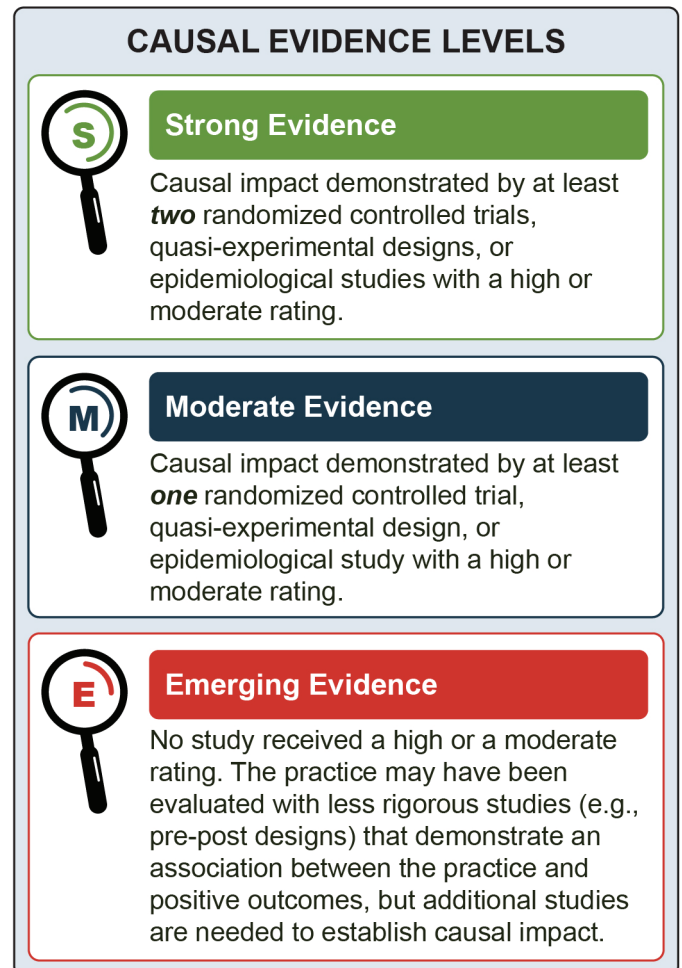 CAUSAL EVIDENCE LEVELS
S
Strong Evidence
Causal impact demonstrated by at least
two randomized controlled trials,
quasi-experimental designs, or
epidemiological studies with a high or
moderate rating.
M
Moderate Evidence
Causal impact demonstrated by at least
one randomized controlled trial,
quasi-experimental design, or
epidemiological study with a high or
moderate rating.
E
Emerging Evidence
No study received a high or a moderate
rating. The practice may have been
evaluated with less rigorous studies (e.g.,
pre-post designs) that demonstrate an
association between the practice and
positive outcomes, but additional studies
are needed to establish causal impact.